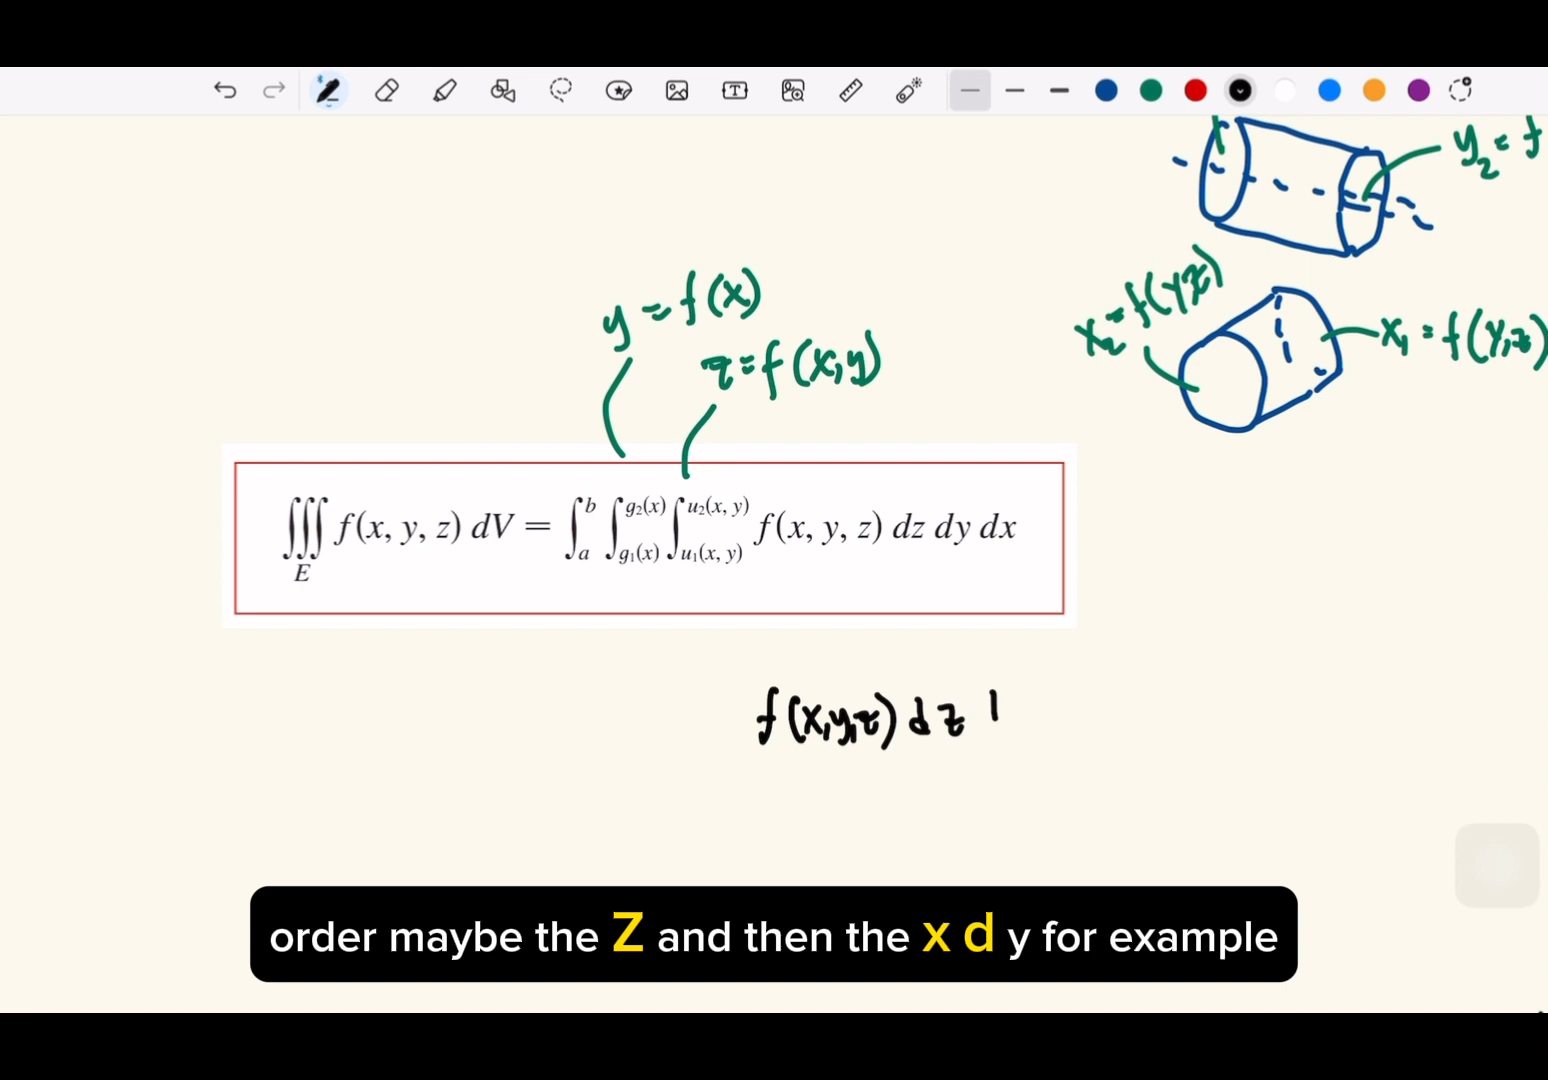 y₂ = f
x₂ = f(y,z)
x₁ = f(y,z)
y = f(x)
z = f(x,y)
∭_E f(x, y, z) dV = ∫_a^b ∫_{g₁(x)}^{g₂(x)} ∫_{u₁(x, y)}^{u₂(x, y)} f(x, y, z) dz dy dx
f(x,y,z) dz
order maybe the Z and then the x d y for example